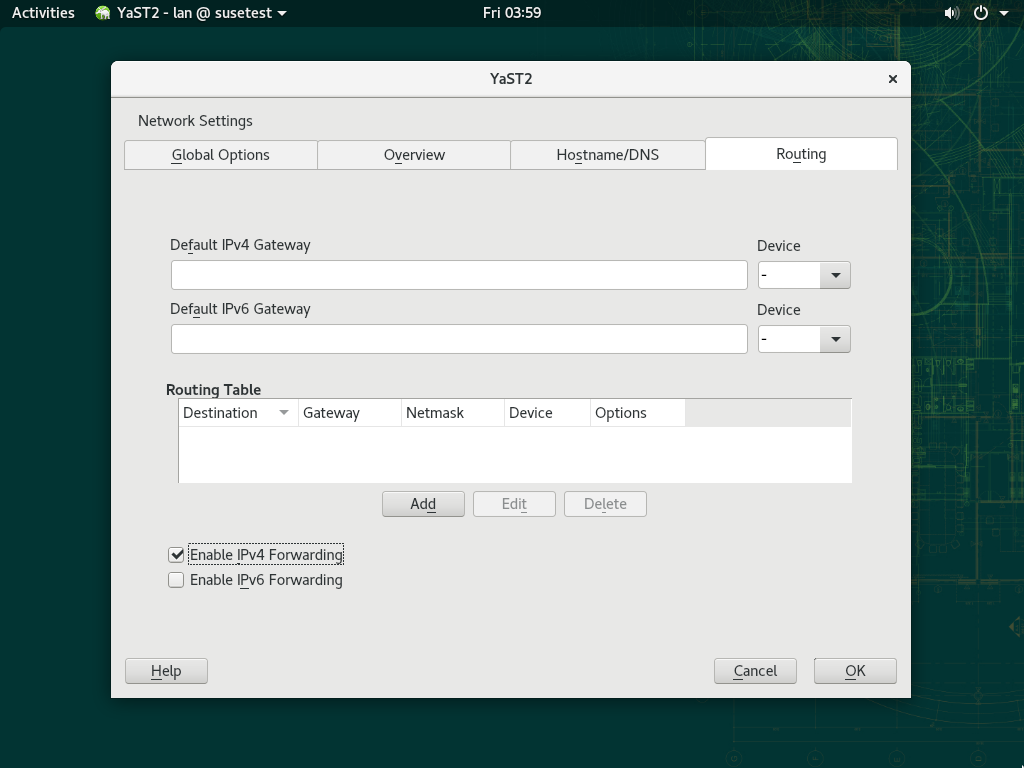 Activities YaST2 - lan @ susetest Fri 03:59
YaST2
Network Settings
Global Options Overview Hostname/DNS Routing
Default IPv4 Gateway Device
-
Default IPv6 Gateway Device
-
Routing Table
Destination Gateway Netmask Device Options
Add Edit Delete
Enable IPv4 Forwarding
Enable IPv6 Forwarding
Help Cancel OK